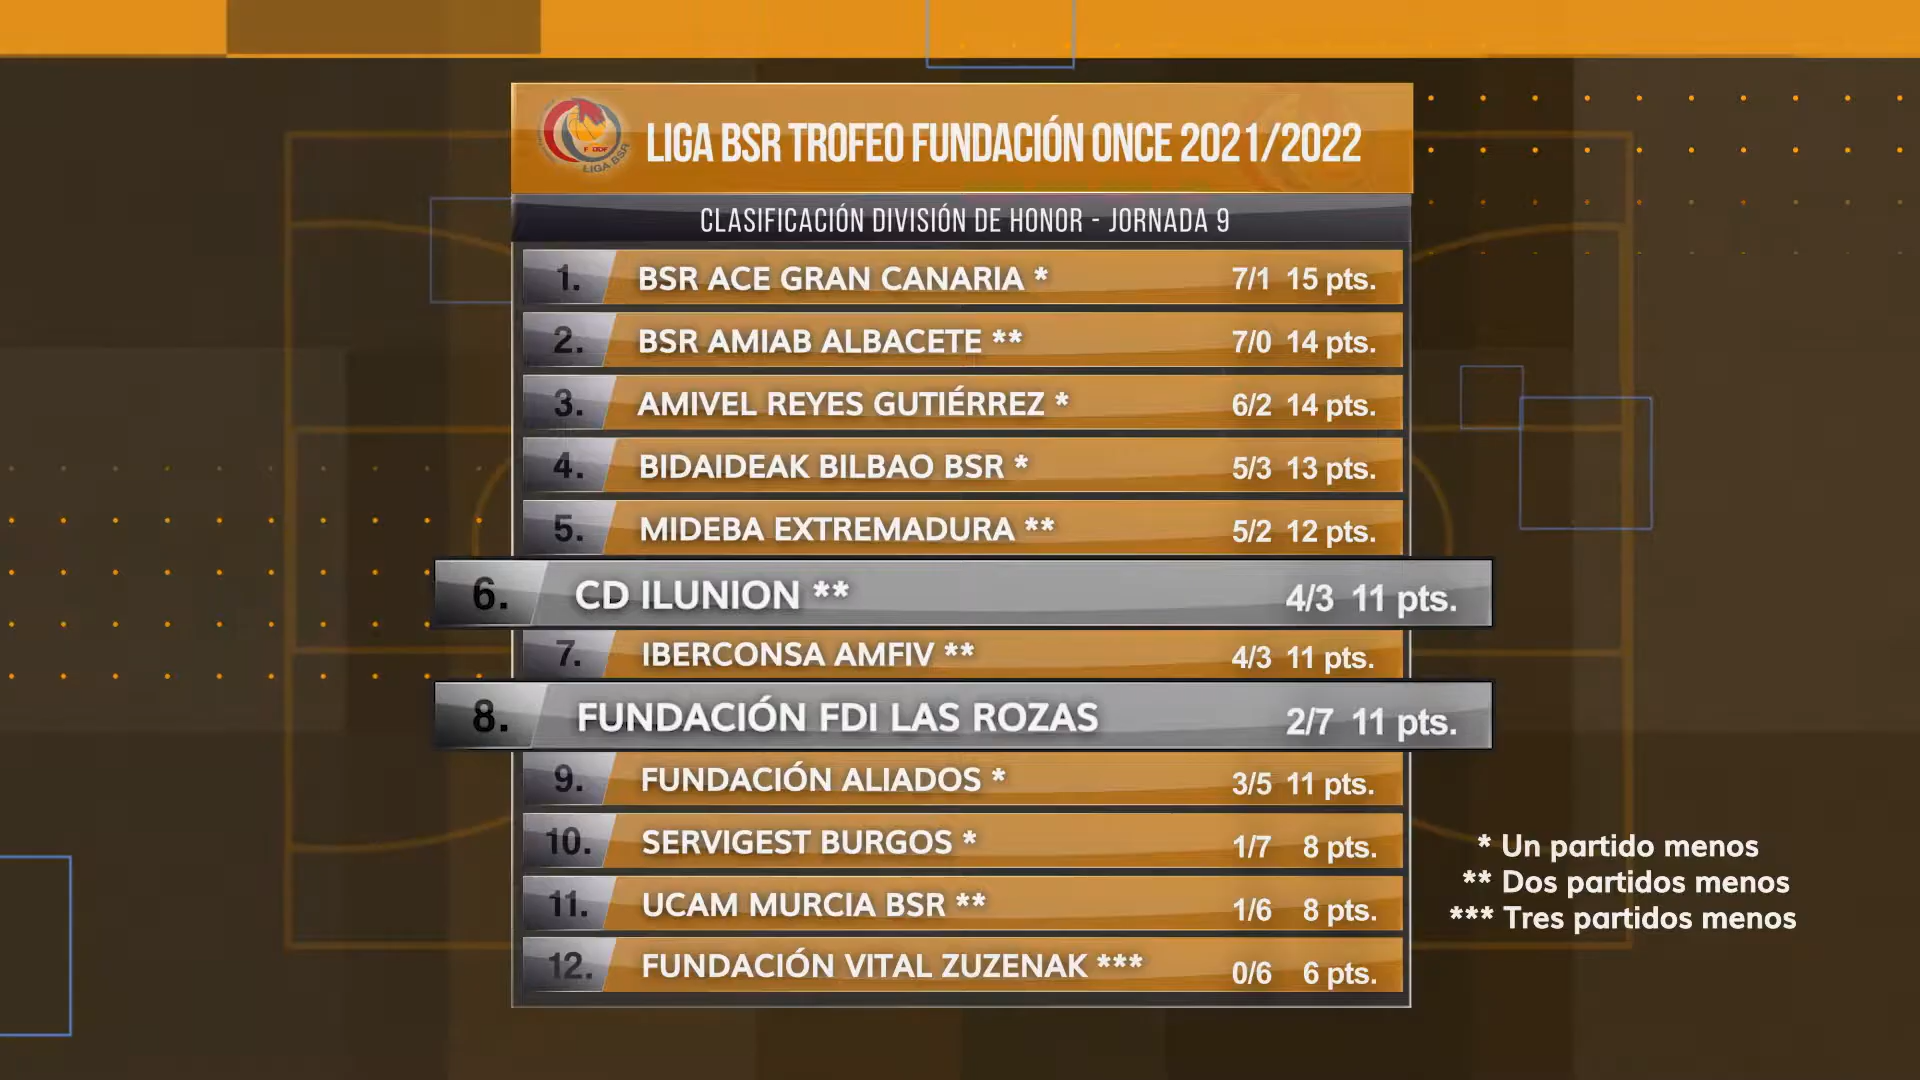 LIGA BSR
LIGA BSR TROFEO FUNDACIÓN ONCE 2021/2022
CLASIFICACIÓN DIVISIÓN DE HONOR - JORNADA 9
1. BSR ACE GRAN CANARIA * 7/1 15 pts.
2. BSR AMIAB ALBACETE ** 7/0 14 pts.
3. AMIVEL REYES GUTIÉRREZ * 6/2 14 pts.
4. BIDAIDEAK BILBAO BSR * 5/3 13 pts.
5. MIDEBA EXTREMADURA ** 5/2 12 pts.
6. CD ILUNION ** 4/3 11 pts.
7. IBERCONSA AMFIV ** 4/3 11 pts.
8. FUNDACIÓN FDI LAS ROZAS 2/7 11 pts.
9. FUNDACIÓN ALIADOS * 3/5 11 pts.
10. SERVIGEST BURGOS * 1/7 8 pts.
11. UCAM MURCIA BSR ** 1/6 8 pts.
12. FUNDACIÓN VITAL ZUZENAK *** 0/6 6 pts.
* Un partido menos
** Dos partidos menos
*** Tres partidos menos